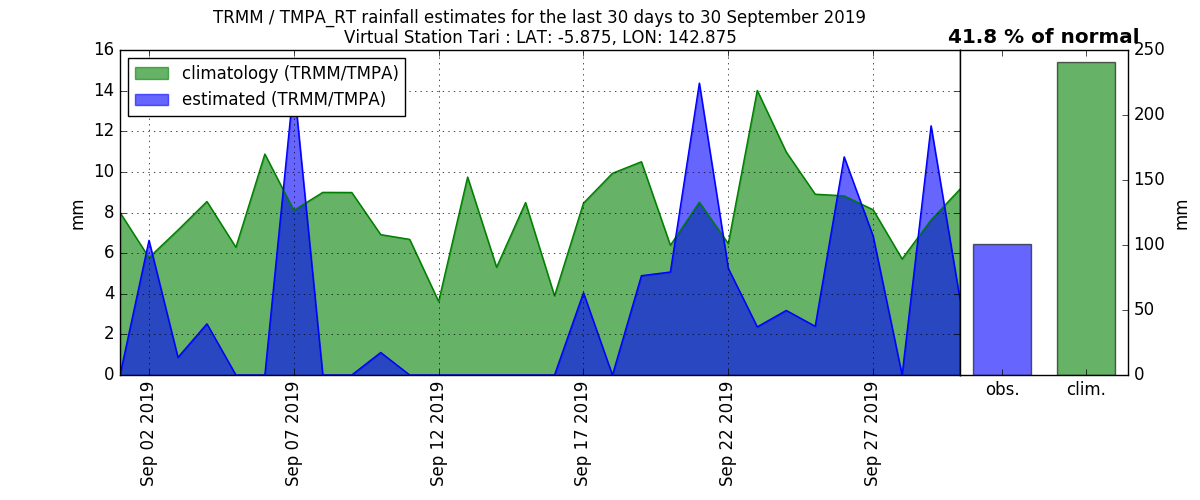 TRMM / TMPA_RT rainfall estimates for the last 30 days to 30 September 2019
Virtual Station Tari : LAT: -5.875, LON: 142.875
41.8 % of normal
climatology (TRMM/TMPA)
estimated (TRMM/TMPA)
16
14
12
10
8
6
4
2
0
mm
250
200
150
100
50
0
mm
obs.
clim.
Sep 02 2019
Sep 07 2019
Sep 12 2019
Sep 17 2019
Sep 22 2019
Sep 27 2019